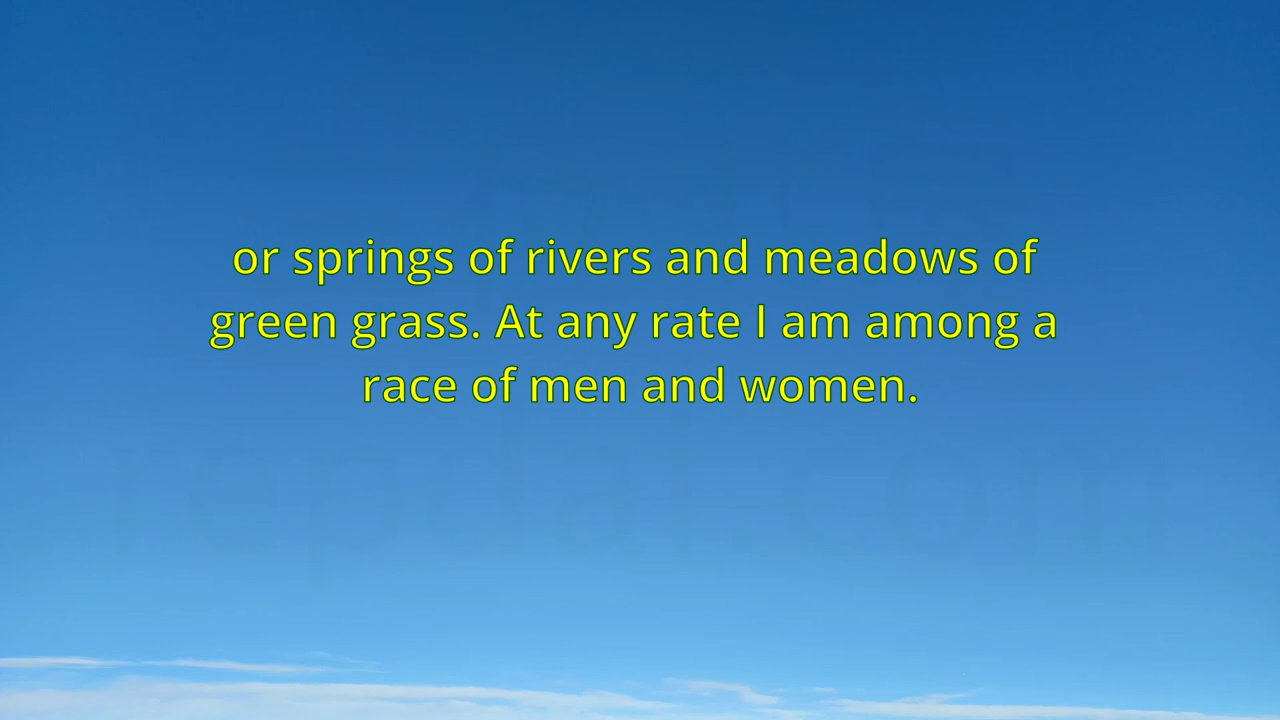 or springs of rivers and meadows of
green grass. At any rate I am among a
race of men and women.